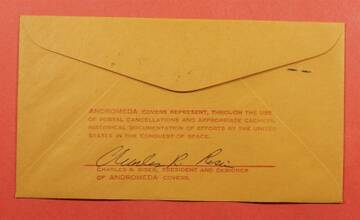 ANDROMEDA COVERS REPRESENT, THROUGH THE USE
OF POSTAL CANCELLATIONS AND APPROPRIATE CACHETS,
HISTORICAL DOCUMENTATION OF EFFORTS BY THE UNITED
STATES IN THE CONQUEST OF SPACE.
Charles R.
CHARLES R. PRESIDENT AND DESIGNER
OF ANDROMEDA COVERS.